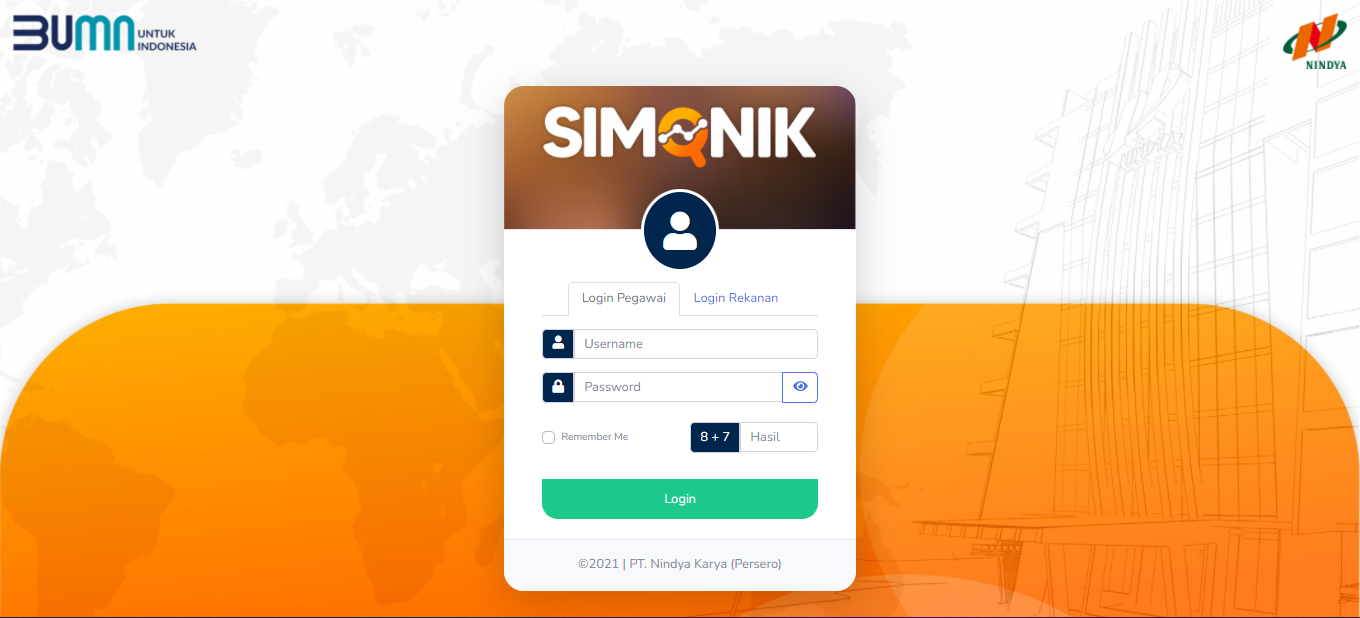 BUMN UNTUK
INDONESIA
NINDYA
SIMONIK
Login Pegawai Login Rekanan
Username
Password
Remember Me 8 + 7 Hasil
Login
©2021 | PT. Nindya Karya (Persero)